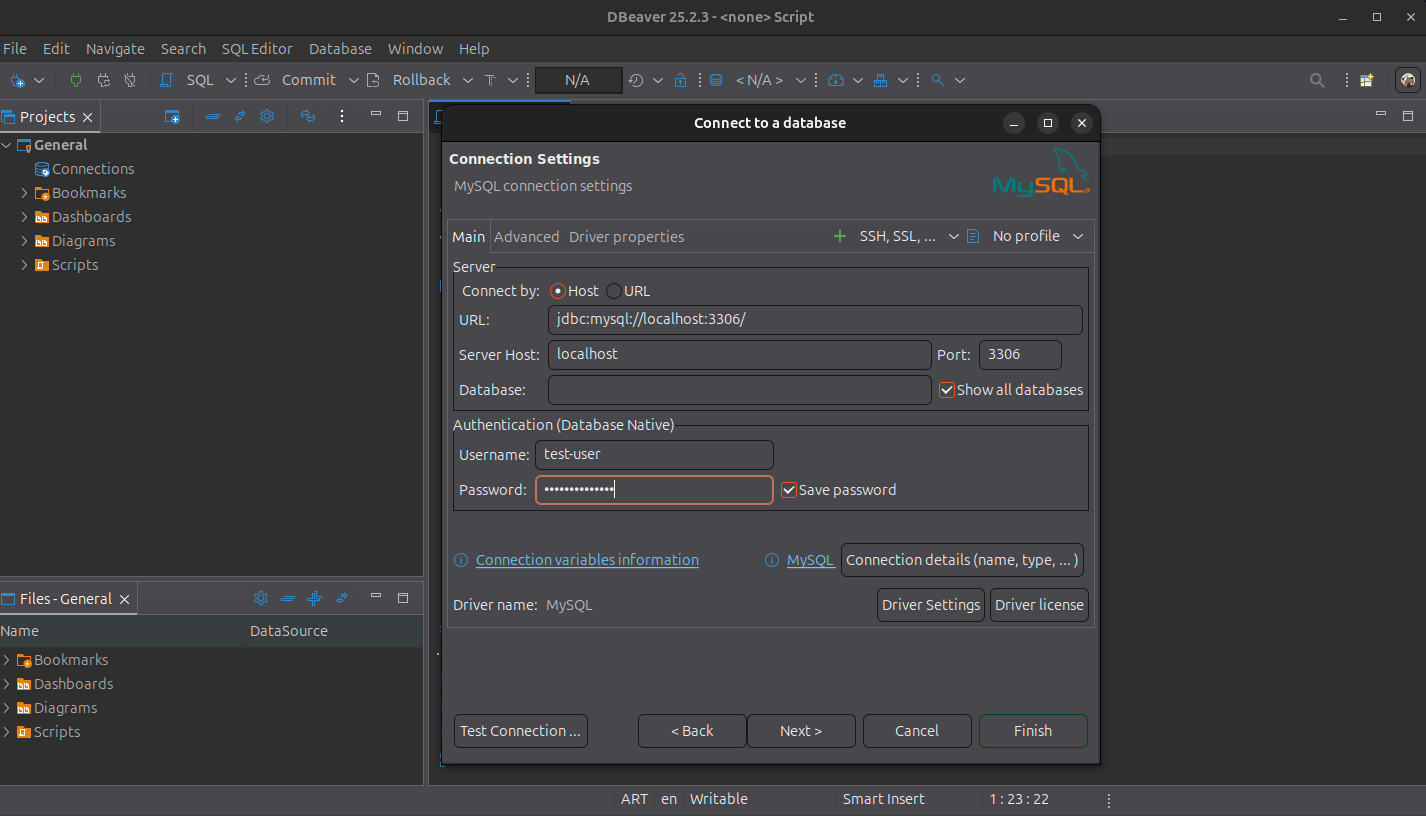 DBeaver 25.2.3 - <none> Script
File Edit Navigate Search SQL Editor Database Window Help
SQL Commit Rollback T N/A < N/A >
Projects
General
Connections
Bookmarks
Dashboards
Diagrams
Scripts
Connect to a database
Connection Settings
MySQL connection settings
MySQL®
Main Advanced Driver properties SSH, SSL, ... No profile
Server
Connect by: Host URL
URL: jdbc:mysql://localhost:3306/
Server Host: localhost Port: 3306
Database: Show all databases
Authentication (Database Native)
Username: test-user
Password: •••••••••••••• Save password
Connection variables information MySQL Connection details (name, type, ... )
Driver name: MySQL Driver Settings Driver license
Test Connection ... < Back Next > Cancel Finish
Files - General
Name DataSource
Bookmarks
Dashboards
Diagrams
Scripts
ART en Writable Smart Insert 1 : 23 : 22